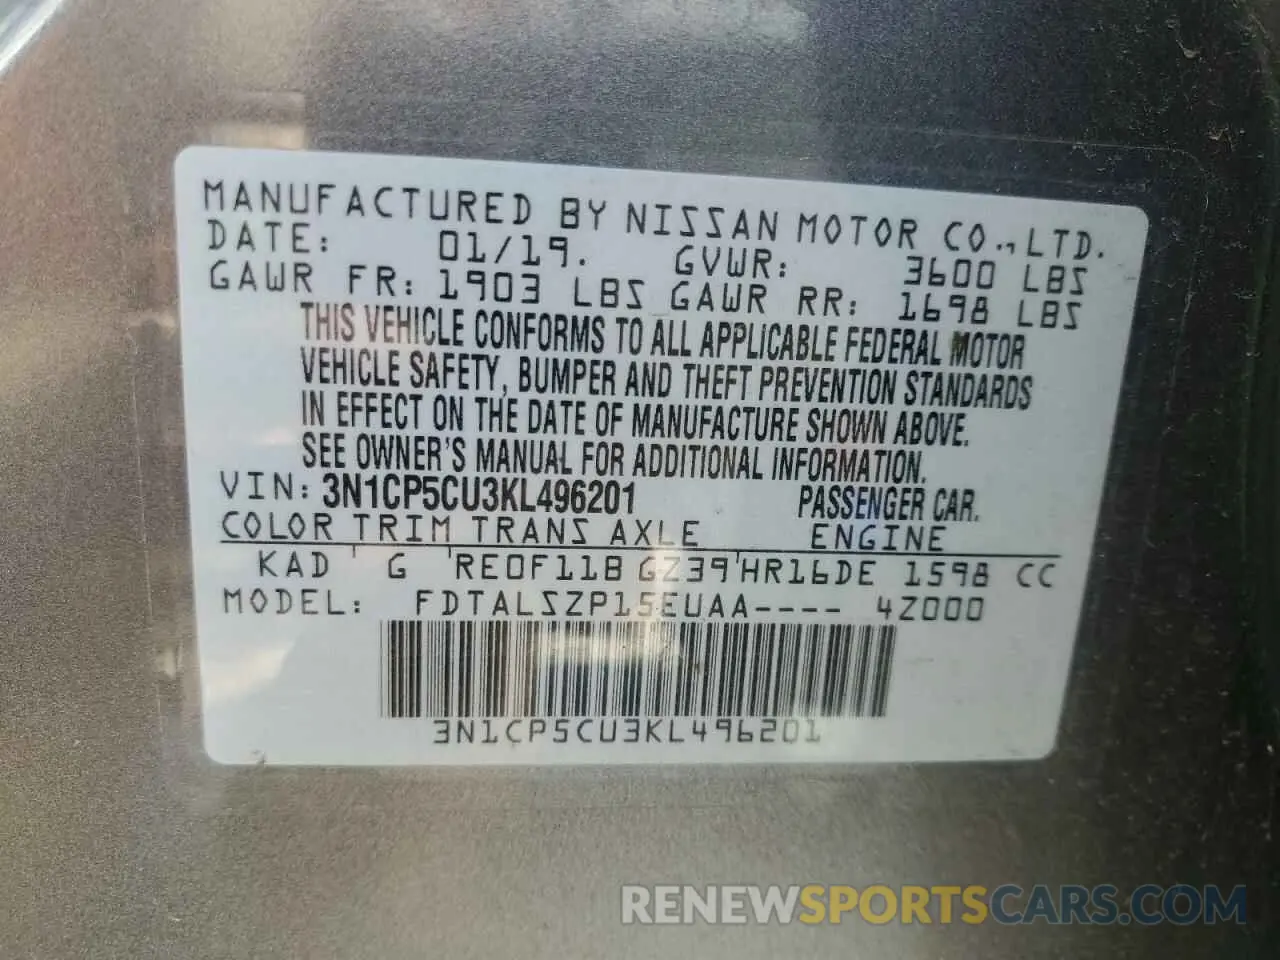 MANUFACTURED BY NISSAN MOTOR CO.,LTD.
DATE: 01/19. GVWR: 3600 LBS
GAWR FR: 1903 LBS GAWR RR: 1698 LBS
THIS VEHICLE CONFORMS TO ALL APPLICABLE FEDERAL MOTOR
VEHICLE SAFETY, BUMPER AND THEFT PREVENTION STANDARDS
IN EFFECT ON THE DATE OF MANUFACTURE SHOWN ABOVE.
SEE OWNER'S MANUAL FOR ADDITIONAL INFORMATION.
VIN: 3N1CP5CU3KL496201 PASSENGER CAR.
COLOR TRIM TRANS AXLE ENGINE
KAD ' G 'RE0F11B GZ39'HR16DE 1598 CC
MODEL: FDTALSZP15EUAA---- 4Z000
3N1CP5CU3KL496201
RENEWSPORTSCARS.COM